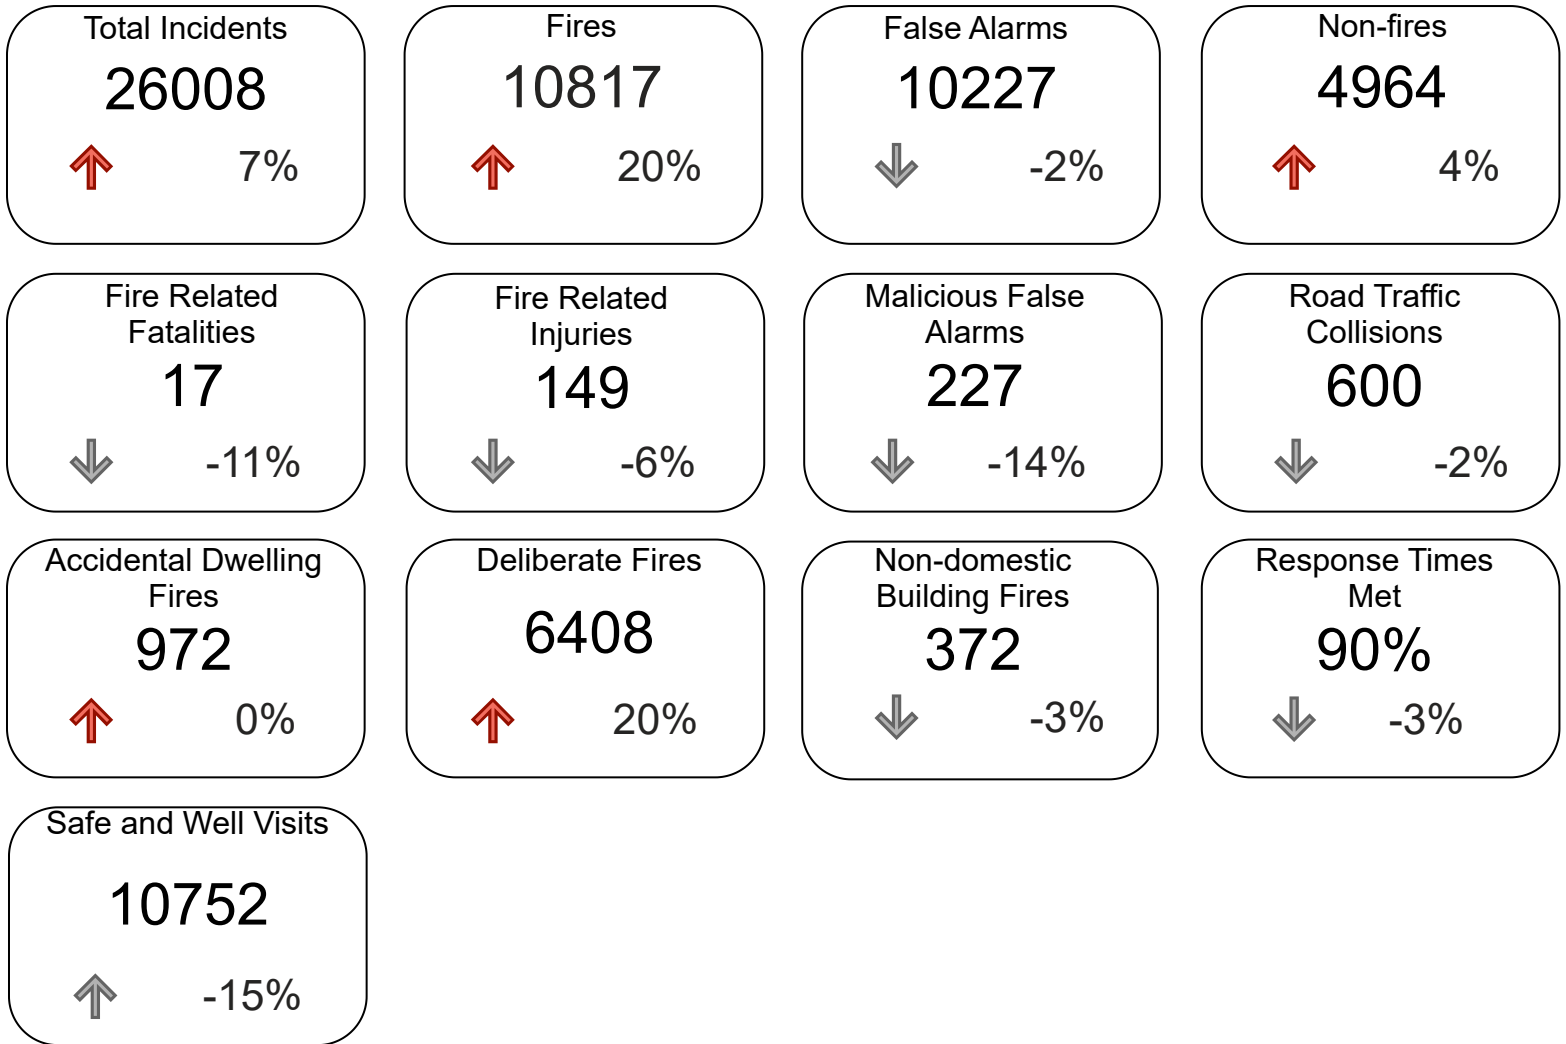 Total Incidents
26008
7%
Fires
10817
20%
False Alarms
10227
-2%
Non-fires
4964
4%
Fire Related
Fatalities
17
-11%
Fire Related
Injuries
149
-6%
Malicious False
Alarms
227
-14%
Road Traffic
Collisions
600
-2%
Accidental Dwelling
Fires
972
0%
Deliberate Fires
6408
20%
Non-domestic
Building Fires
372
-3%
Response Times
Met
90%
-3%
Safe and Well Visits
10752
-15%